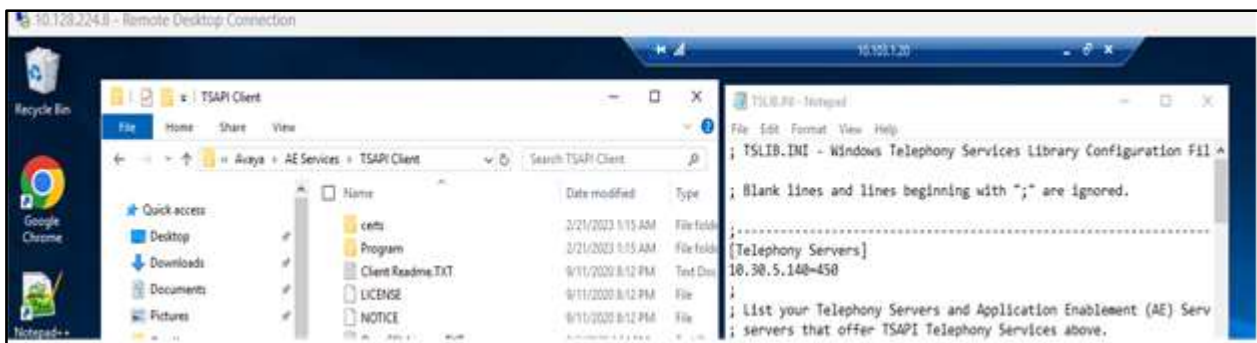 10.128.224.8 - Remote Desktop Connection
10.103.1.20
Recycle Bin
Google
Chrome
Notepad++
TSAPI Client
File
Home
Share
View
Avaya
AE Services
TSAPI Client
Search TSAPI Client
Name
Date modified
Type
Quick access
Desktop
Downloads
Documents
Pictures
certs
2/21/2023 1:15 AM
File folde
Program
2/21/2023 1:15 AM
File folde
Client Readme.TXT
9/11/2020 8:12 PM
Text Doc
LICENSE
9/11/2020 8:12 PM
File
NOTICE
9/11/2020 8:12 PM
File
TSLIB.INI - Notepad
File Edit Format View Help
; TSLIB.INI - Windows Telephony Services Library Configuration Fil
; Blank lines and lines beginning with ";" are ignored.
;
[Telephony Servers]
10.30.5.140=450
;
; List your Telephony Servers and Application Enablement (AE) Serv
; servers that offer TSAPI Telephony Services above.